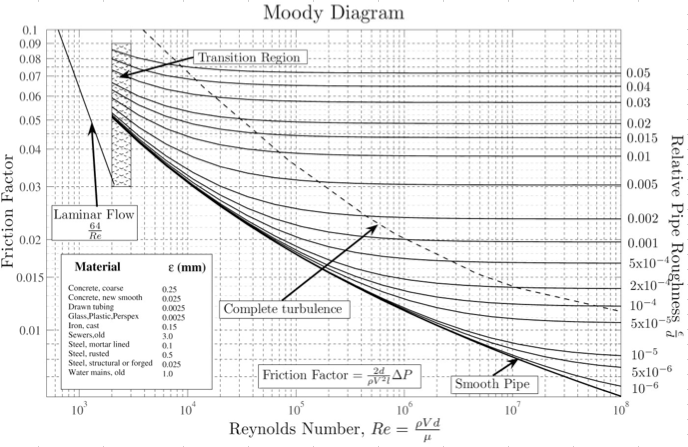 Moody Diagram
0.1
0.09
0.08
0.07
0.06
0.05
0.04
0.03
0.02
0.015
0.01
Friction Factor
Transition Region
Laminar Flow
64
Re
Complete turbulence
Material ε (mm)
Concrete, coarse 0.25
Concrete, new smooth 0.025
Drawn tubing 0.0025
Glass,Plastic,Perspex 0.0025
Iron, cast 0.15
Sewers,old 3.0
Steel, mortar lined 0.1
Steel, rusted 0.5
Steel, structural or forged 0.025
Water mains, old 1.0
Friction Factor = 2d/ρV²l ΔP
Smooth Pipe
0.05
0.04
0.03
0.02
0.015
0.01
0.005
0.002
0.001
5x10⁻⁴
2x10⁻⁴
10⁻⁴
5x10⁻⁵
10⁻⁵
5x10⁻⁶
10⁻⁶
Relative Pipe Roughness ε/d
10³ 10⁴ 10⁵ 10⁶ 10⁷ 10⁸
Reynolds Number, Re = ρVd/μ